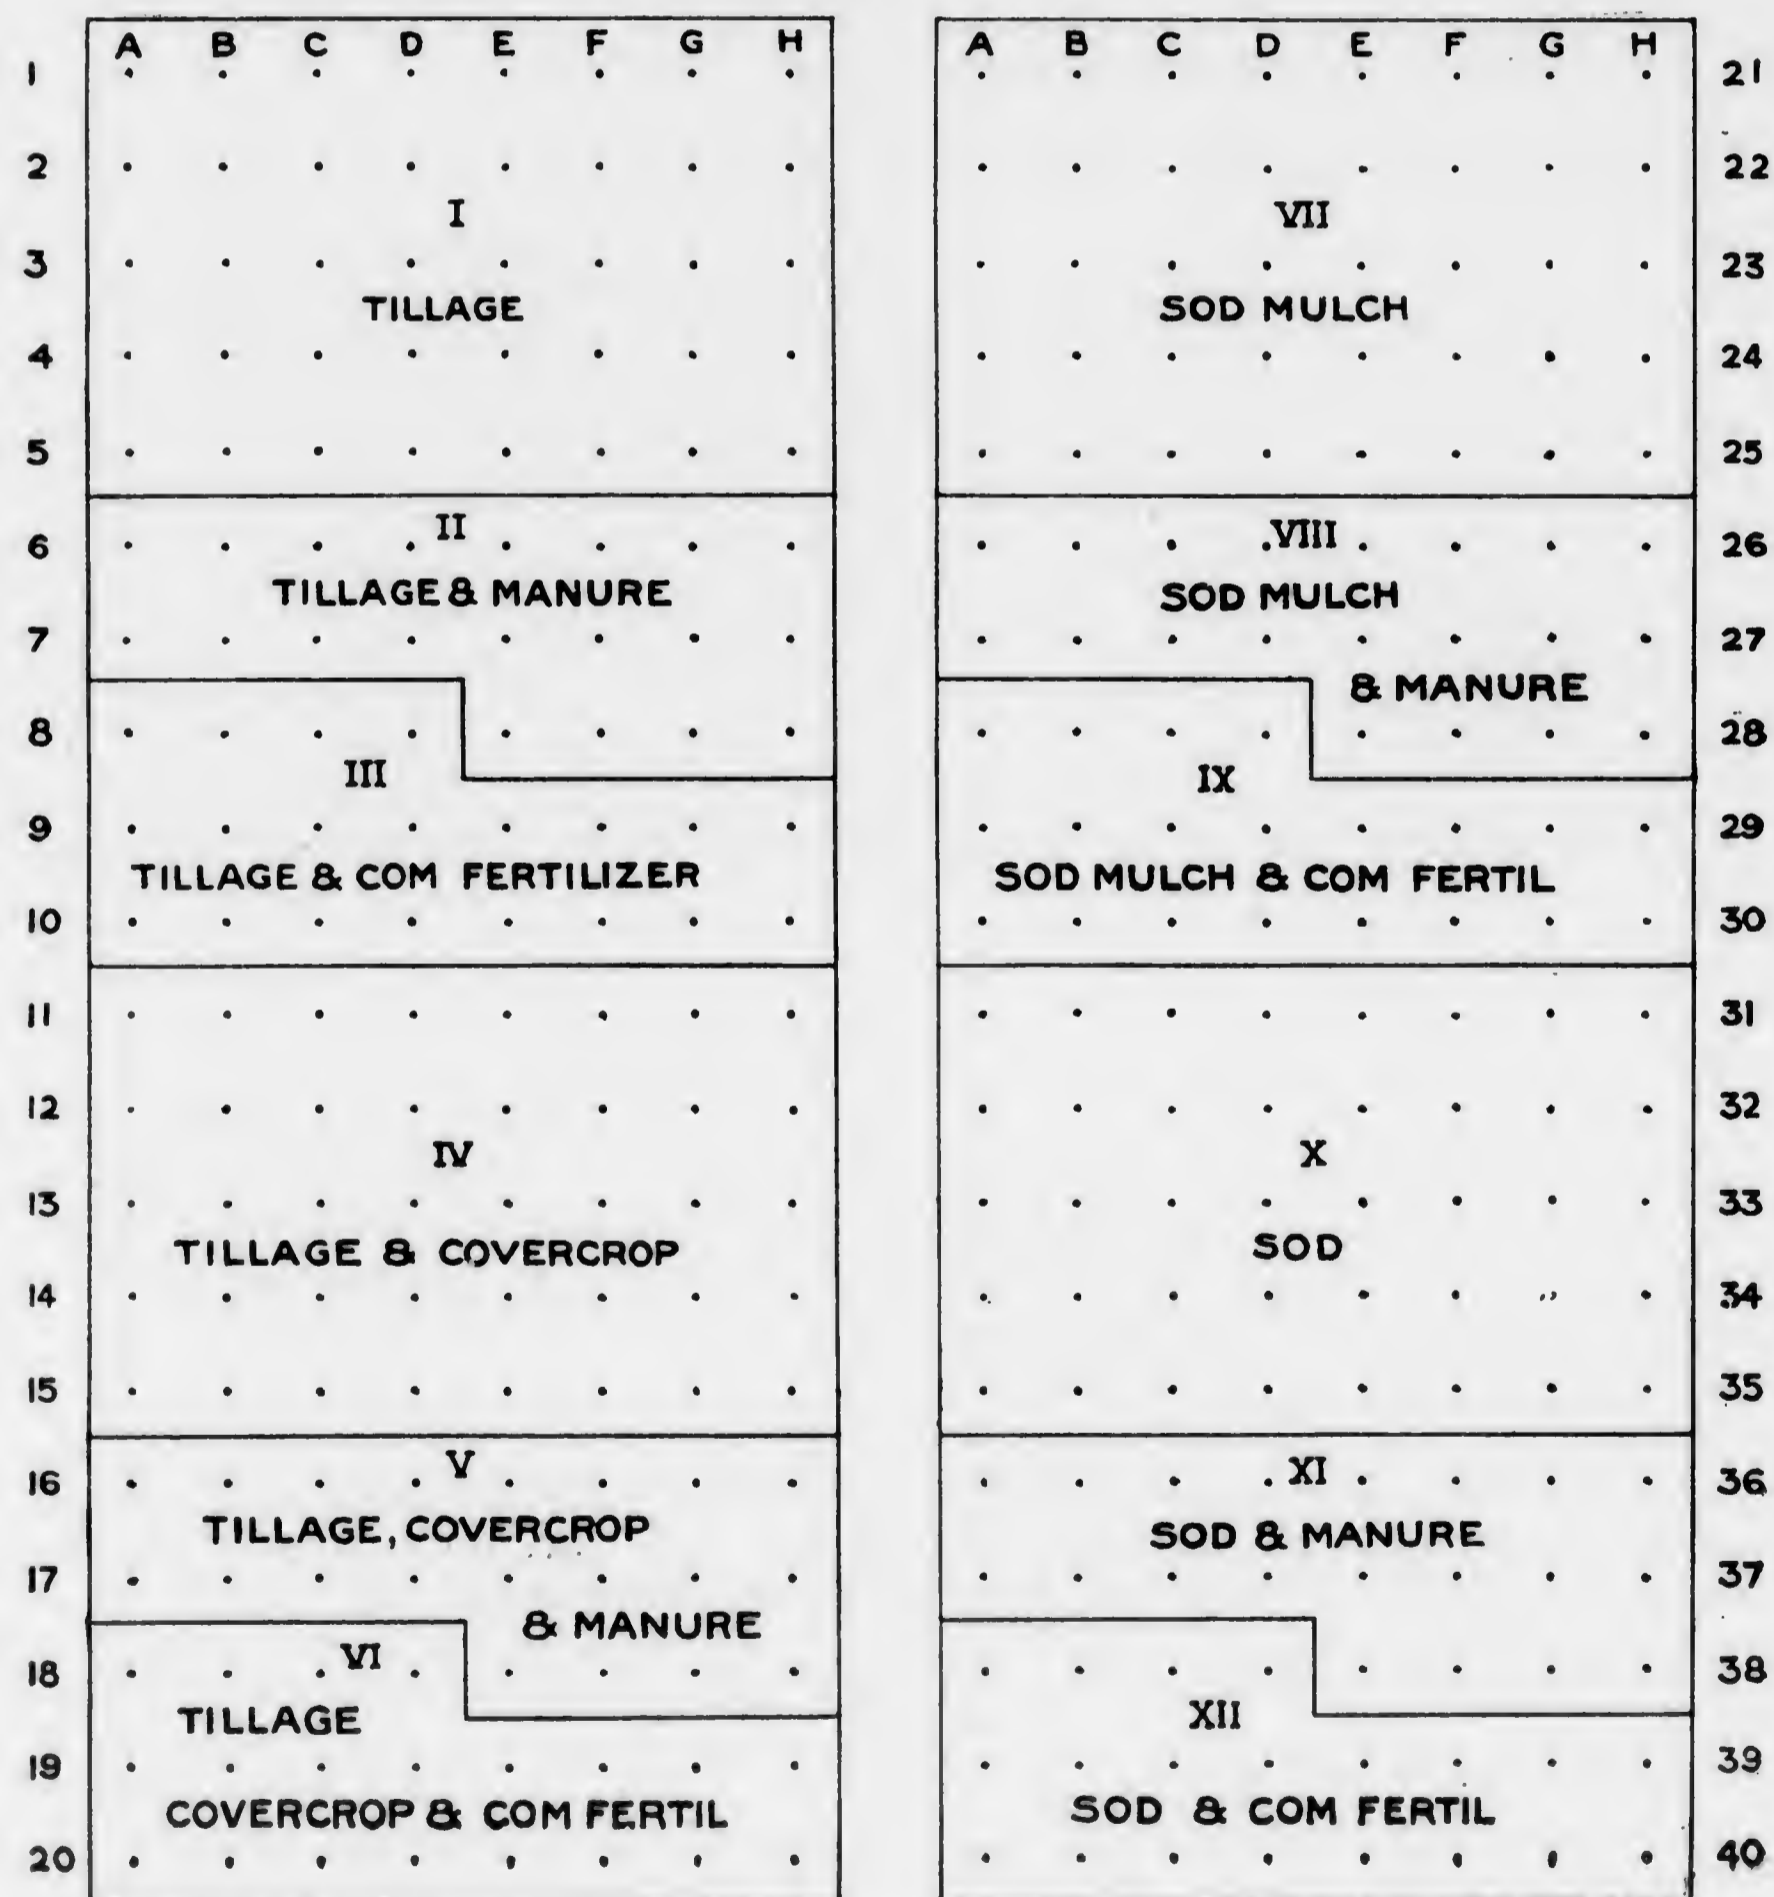 A B C D E F G H
1
2
I
3
TILLAGE
4
5
6
II
TILLAGE & MANURE
7
8
III
9
TILLAGE & COM FERTILIZER
10
11
12
IV
13
TILLAGE & COVERCROP
14
15
V
16
TILLAGE, COVERCROP
17
& MANURE
VI
18
TILLAGE
19
COVERCROP & COM FERTIL
20
A B C D E F G H
21
22
VII
23
SOD MULCH
24
25
VIII
26
SOD MULCH
27
& MANURE
28
IX
29
SOD MULCH & COM FERTIL
30
31
32
X
33
SOD
34
35
XI
36
SOD & MANURE
37
38
XII
39
SOD & COM FERTIL
40